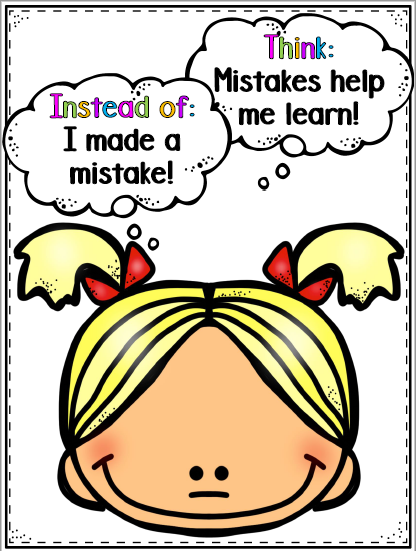 Instead of:
I made a
mistake!
Think:
Mistakes help
me learn!